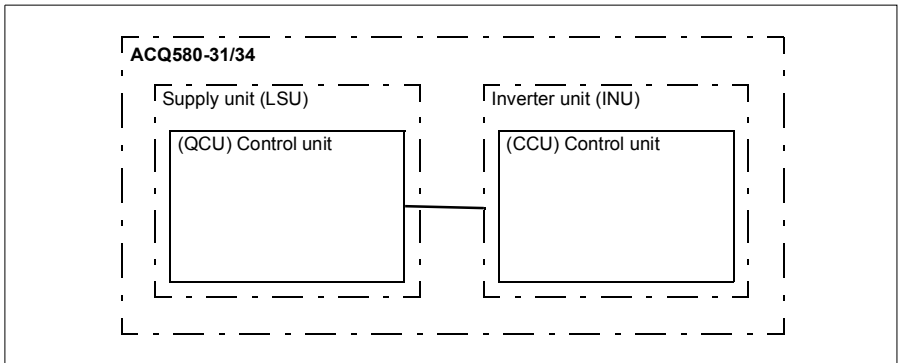 ACQ580-31/34
Supply unit (LSU)
Inverter unit (INU)
(QCU) Control unit
(CCU) Control unit